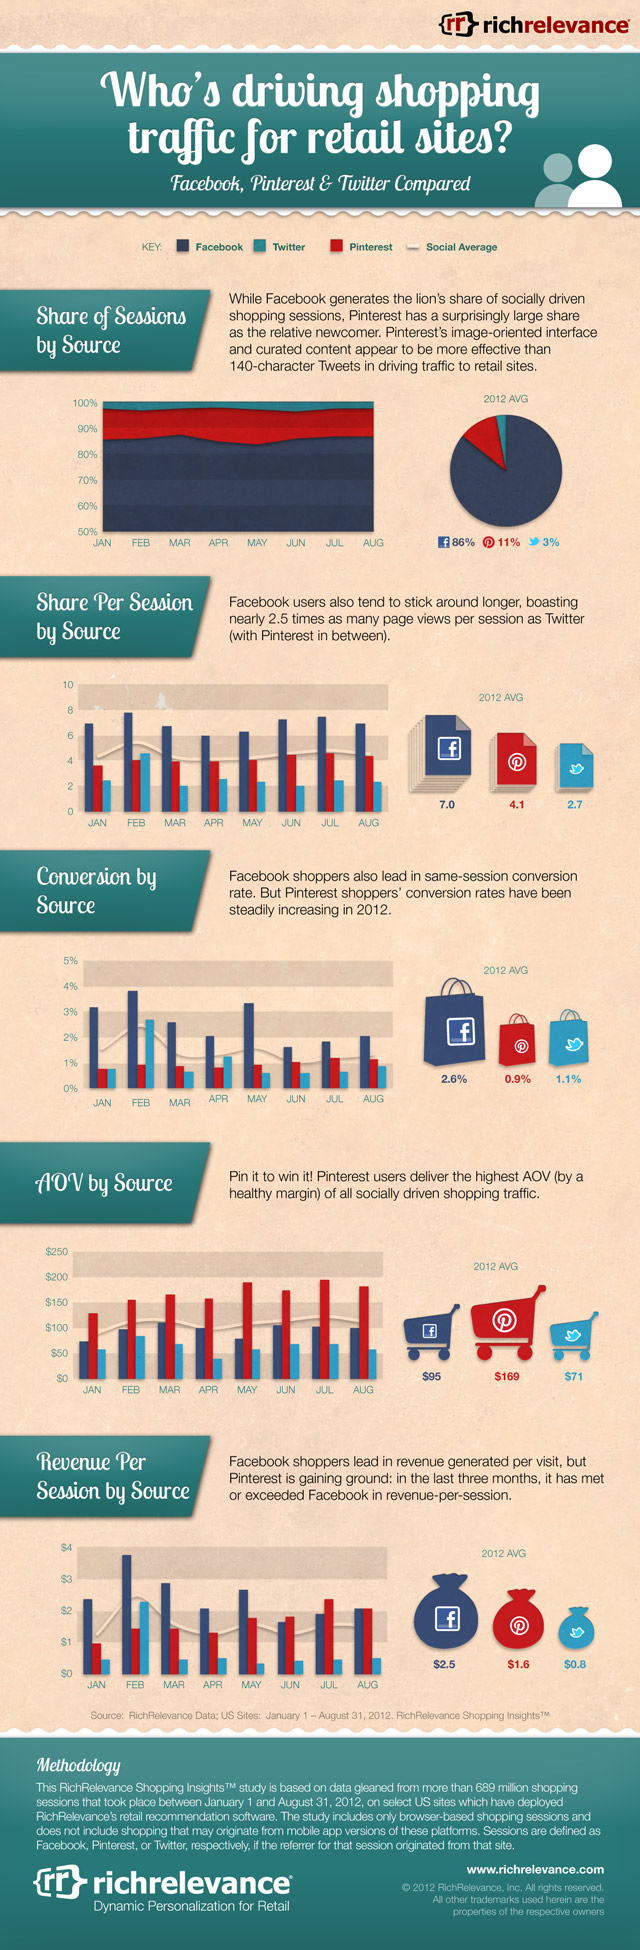 {rr} richrelevance®
Who's driving shopping
traffic for retail sites?
Facebook, Pinterest & Twitter Compared
KEY: Facebook Twitter Pinterest Social Average
Share of Sessions
by Source
While Facebook generates the lion's share of socially driven
shopping sessions, Pinterest has a surprisingly large share
as the relative newcomer. Pinterest's image-oriented interface
and curated content appear to be more effective than
140-character Tweets in driving traffic to retail sites.
100%
90%
80%
70%
60%
50%
JAN FEB MAR APR MAY JUN JUL AUG
2012 AVG
86% 11% 3%
Share Per Session
by Source
Facebook users also tend to stick around longer, boasting
nearly 2.5 times as many page views per session as Twitter
(with Pinterest in between).
10
8
6
4
2
0
JAN FEB MAR APR MAY JUN JUL AUG
2012 AVG
7.0 4.1 2.7
Conversion by
Source
Facebook shoppers also lead in same-session conversion
rate. But Pinterest shoppers' conversion rates have been
steadily increasing in 2012.
5%
4%
3%
2%
1%
0%
JAN FEB MAR APR MAY JUN JUL AUG
2012 AVG
2.6% 0.9% 1.1%
AOV by Source
Pin it to win it! Pinterest users deliver the highest AOV (by a
healthy margin) of all socially driven shopping traffic.
$250
$200
$150
$100
$50
$0
JAN FEB MAR APR MAY JUN JUL AUG
2012 AVG
$95 $169 $71
Revenue Per
Session by Source
Facebook shoppers lead in revenue generated per visit, but
Pinterest is gaining ground: in the last three months, it has met
or exceeded Facebook in revenue-per-session.
$4
$3
$2
$1
$0
JAN FEB MAR APR MAY JUN JUL AUG
2012 AVG
$2.5 $1.6 $0.8
Source: RichRelevance Data; US Sites: January 1 – August 31, 2012. RichRelevance Shopping Insights™
Methodology
This RichRelevance Shopping Insights™ study is based on data gleaned from more than 689 million shopping
sessions that took place between January 1 and August 31, 2012, on select US sites which have deployed
RichRelevance's retail recommendation software. The study includes only browser-based shopping sessions and
does not include shopping that may originate from mobile app versions of these platforms. Sessions are defined as
Facebook, Pinterest, or Twitter, respectively, if the referrer for that session originated from that site.
{rr} richrelevance®
Dynamic Personalization for Retail
www.richrelevance.com
© 2012 RichRelevance, Inc. All rights reserved.
All other trademarks used herein are the
properties of the respective owners